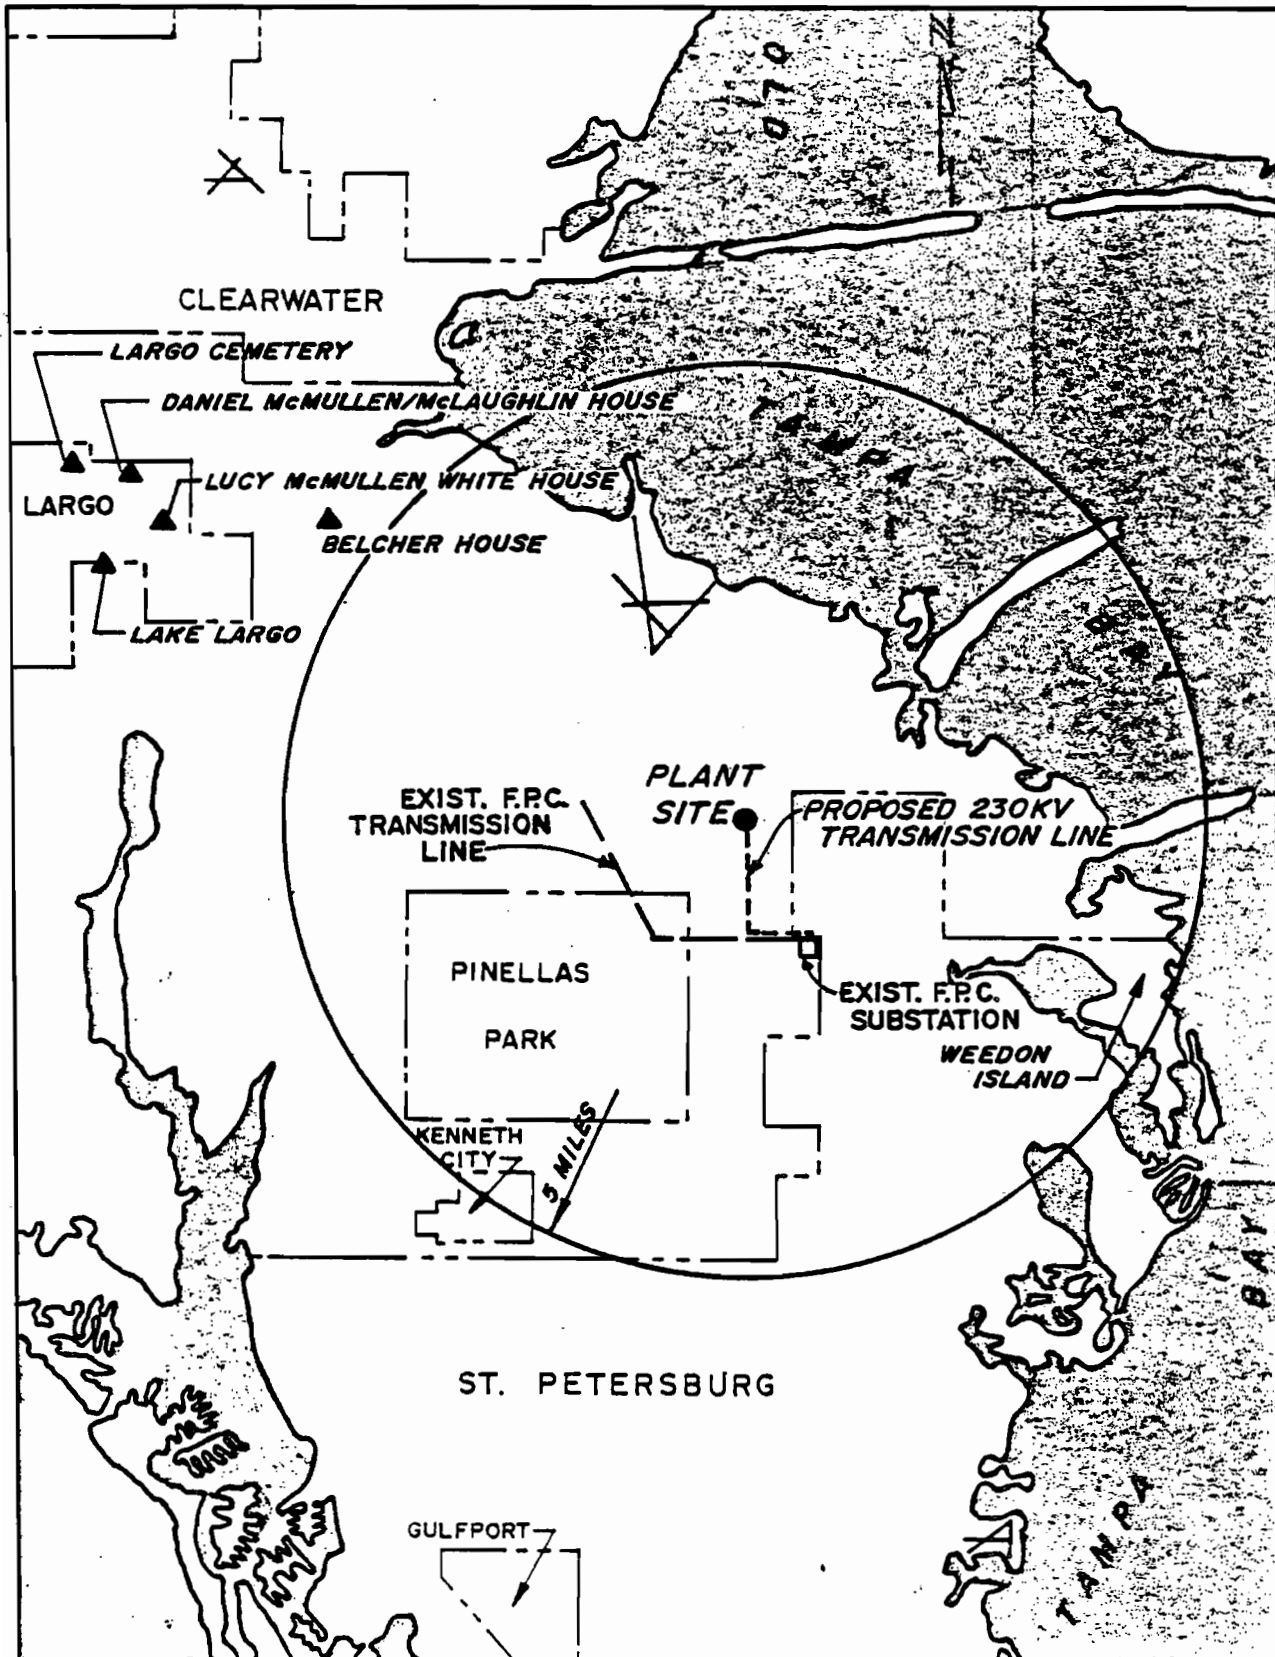 OLD
CLEARWATER
LARGO CEMETERY
DANIEL McMULLEN/McLAUGHLIN HOUSE
TAMPA
LUCY McMULLEN WHITE HOUSE
LARGO
BELCHER HOUSE
LAKE LARGO
BAY
PLANT
SITE
EXIST. F.P.C.
TRANSMISSION
LINE
PROPOSED 230KV
TRANSMISSION LINE
PINELLAS
PARK
EXIST. F.P.C.
SUBSTATION
WEEDON
ISLAND
5 MILES
KENNETH
CITY
BAY
ST. PETERSBURG
TAMPA
GULFPORT